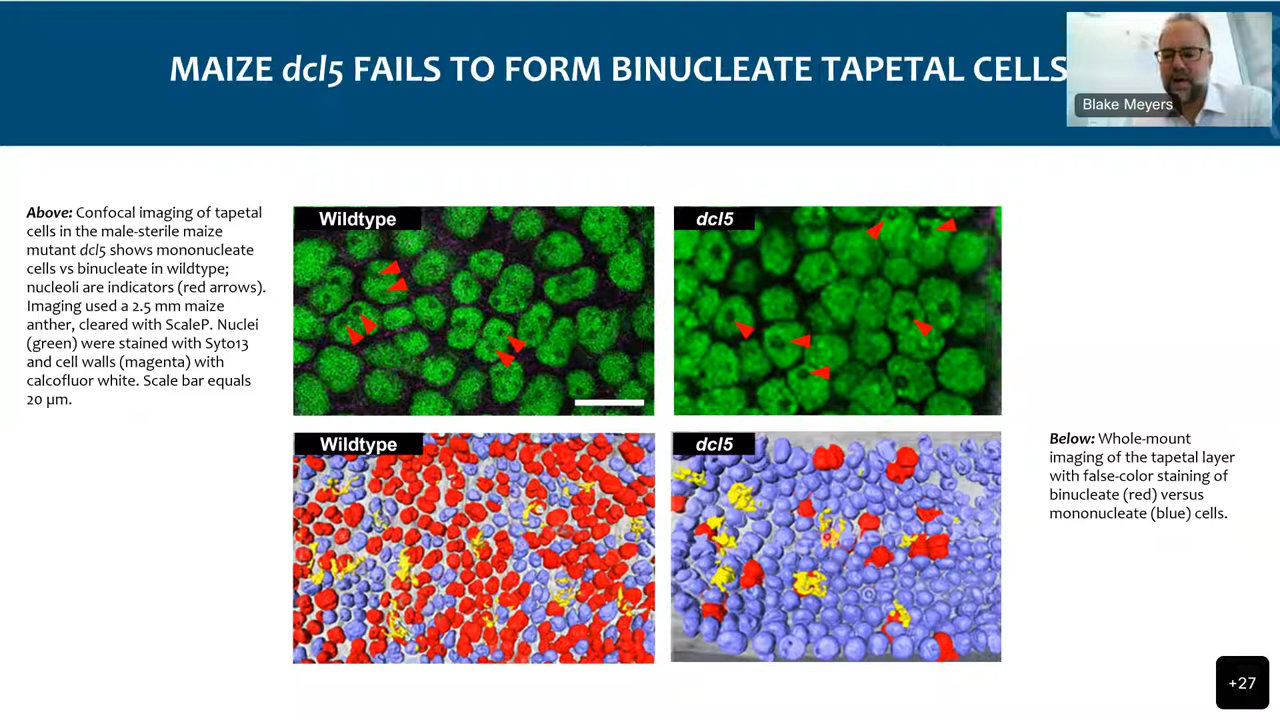 MAIZE dcl5 FAILS TO FORM BINUCLEATE TAPETAL CELLS
Blake Meyers
Above: Confocal imaging of tapetal
cells in the male-sterile maize
mutant dcl5 shows mononucleate
cells vs binucleate in wildtype;
nucleoli are indicators (red arrows).
Imaging used a 2.5 mm maize
anther, cleared with ScaleP. Nuclei
(green) were stained with Syto13
and cell walls (magenta) with
calcofluor white. Scale bar equals
20 μm.
Wildtype
dcl5
Wildtype
dcl5
Below: Whole-mount
imaging of the tapetal layer
with false-color staining of
binucleate (red) versus
mononucleate (blue) cells.
+27